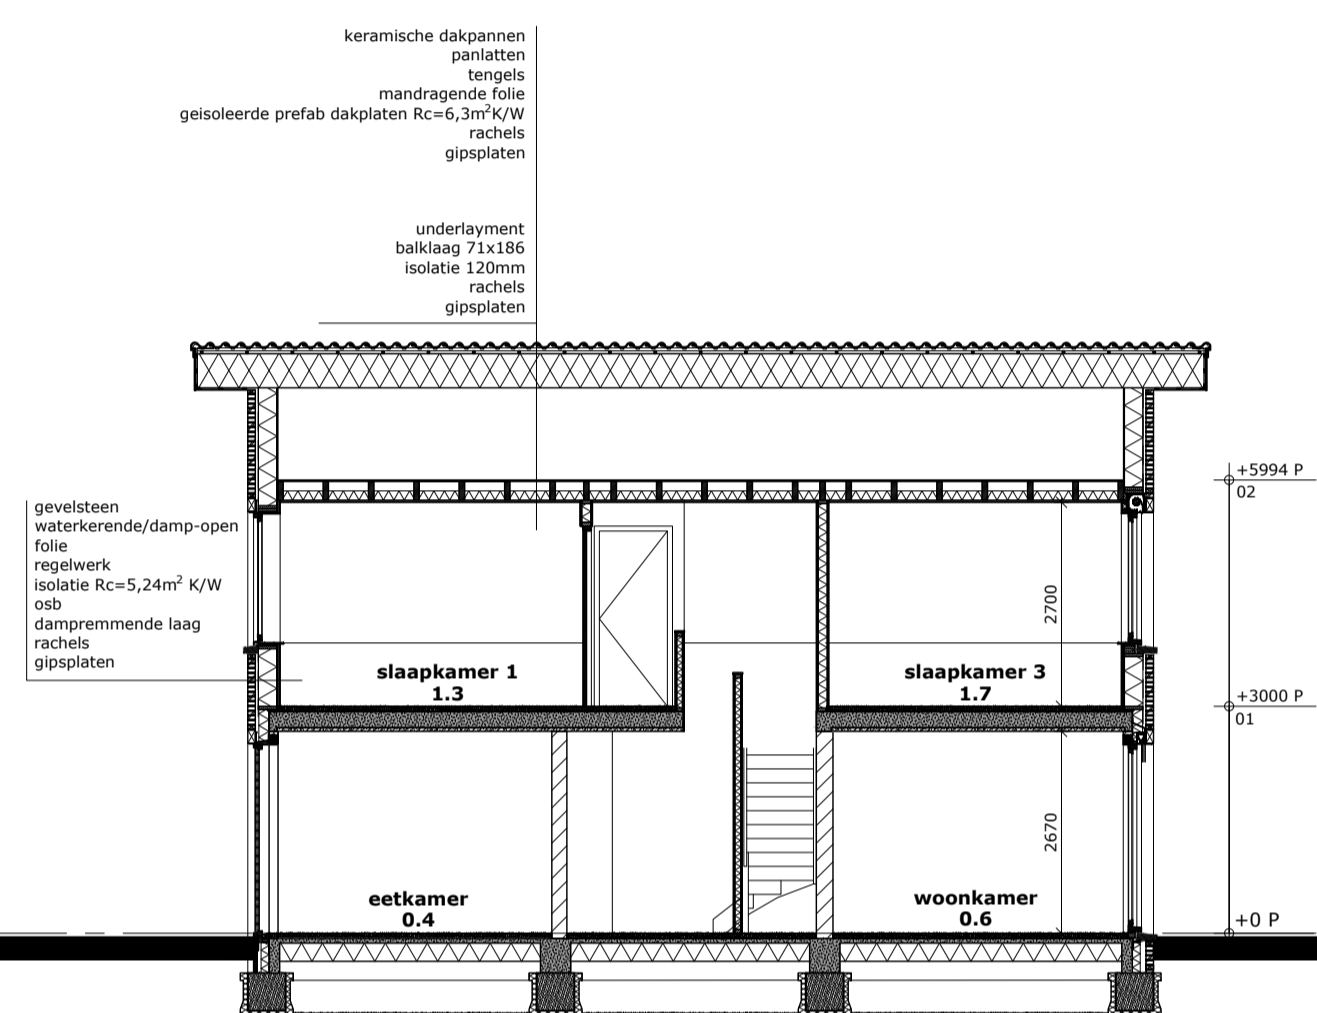 keramische dakpannen
panlatten
tengels
mandragende folie
geisoleerde prefab dakplaten Rc=6,3m²K/W
rachels
gipsplaten
underlayment
balklaag 71x186
isolatie 120mm
rachels
gipsplaten
+5994 P
02
gevelsteen
waterkerende/damp-open
folie
regelwerk
isolatie Rc=5,24m² K/W
osb
dampremmende laag
rachels
gipsplaten
2700
slaapkamer 1
1.3
slaapkamer 3
1.7
+3000 P
01
2670
eetkamer
0.4
woonkamer
0.6
+0 P